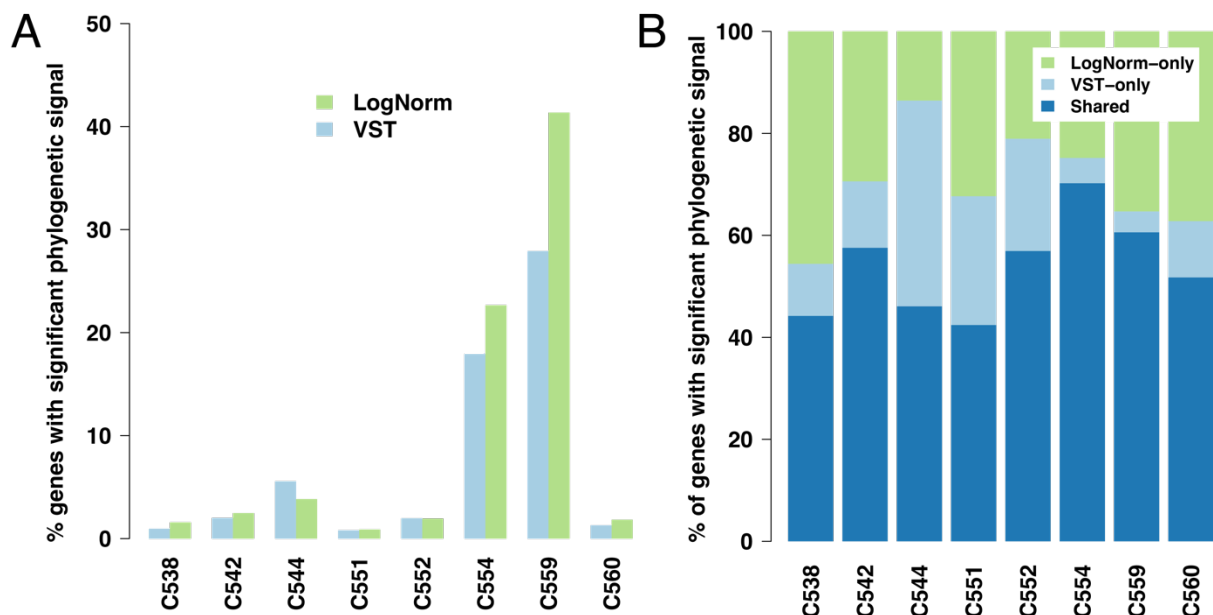 A
% genes with significant phylogenetic signal
50
40
30
20
10
0
LogNorm
VST
C538
C542
C544
C551
C552
C554
C559
C560
B
% of genes with significant phylogenetic signal
100
80
60
40
20
0
LogNorm–only
VST–only
Shared
C538
C542
C544
C551
C552
C554
C559
C560